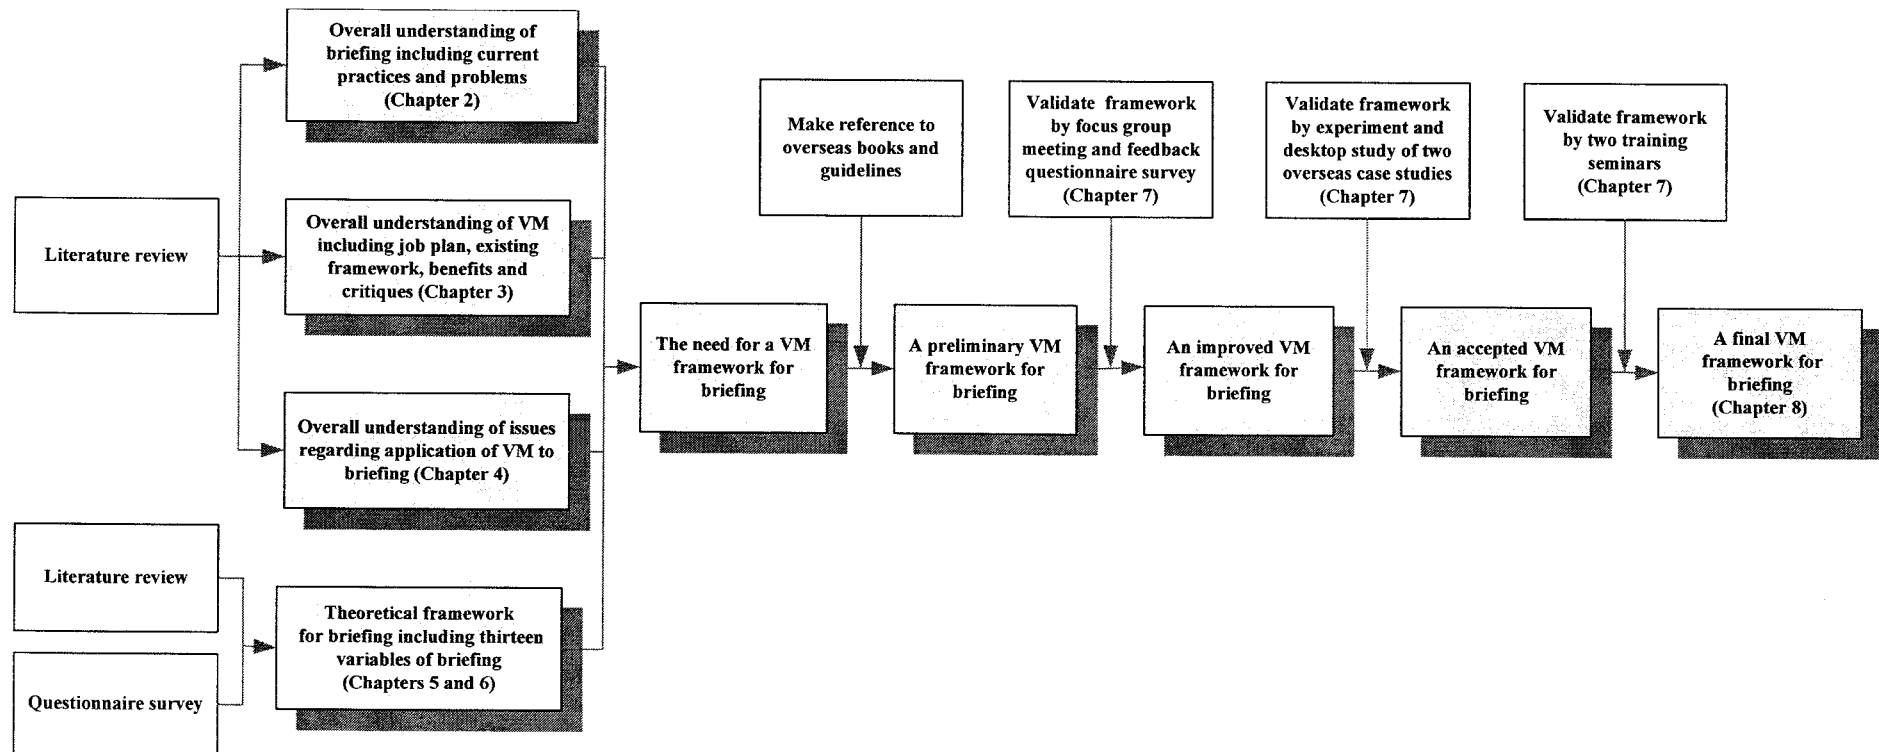 Overall understanding of
briefing including current
practices and problems
(Chapter 2)
Literature review
Overall understanding of VM
including job plan, existing
framework, benefits and
critiques (Chapter 3)
Overall understanding of issues
regarding application of VM to
briefing (Chapter 4)
Literature review
Questionnaire survey
Theoretical framework
for briefing including thirteen
variables of briefing
(Chapters 5 and 6)
The need for a VM
framework for
briefing
Make reference to
overseas books and
guidelines
A preliminary VM
framework for
briefing
Validate framework
by focus group
meeting and feedback
questionnaire survey
(Chapter 7)
An improved VM
framework for
briefing
Validate framework
by experiment and
desktop study of two
overseas case studies
(Chapter 7)
An accepted VM
framework for
briefing
Validate framework
by two training
seminars
(Chapter 7)
A final VM
framework for
briefing
(Chapter 8)